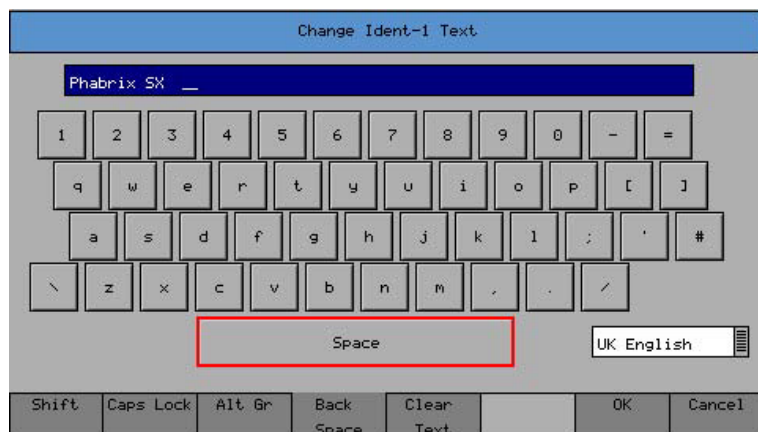 Change Ident-1 Text
Phabrix SX _
1 2 3 4 5 6 7 8 9 0 - =
q w e r t y u i o p [ ]
a s d f g h j k l ; ' #
\ z x c v b n m , . /
Space
UK English
Shift Caps Lock Alt Gr Back Space Clear Text OK Cancel